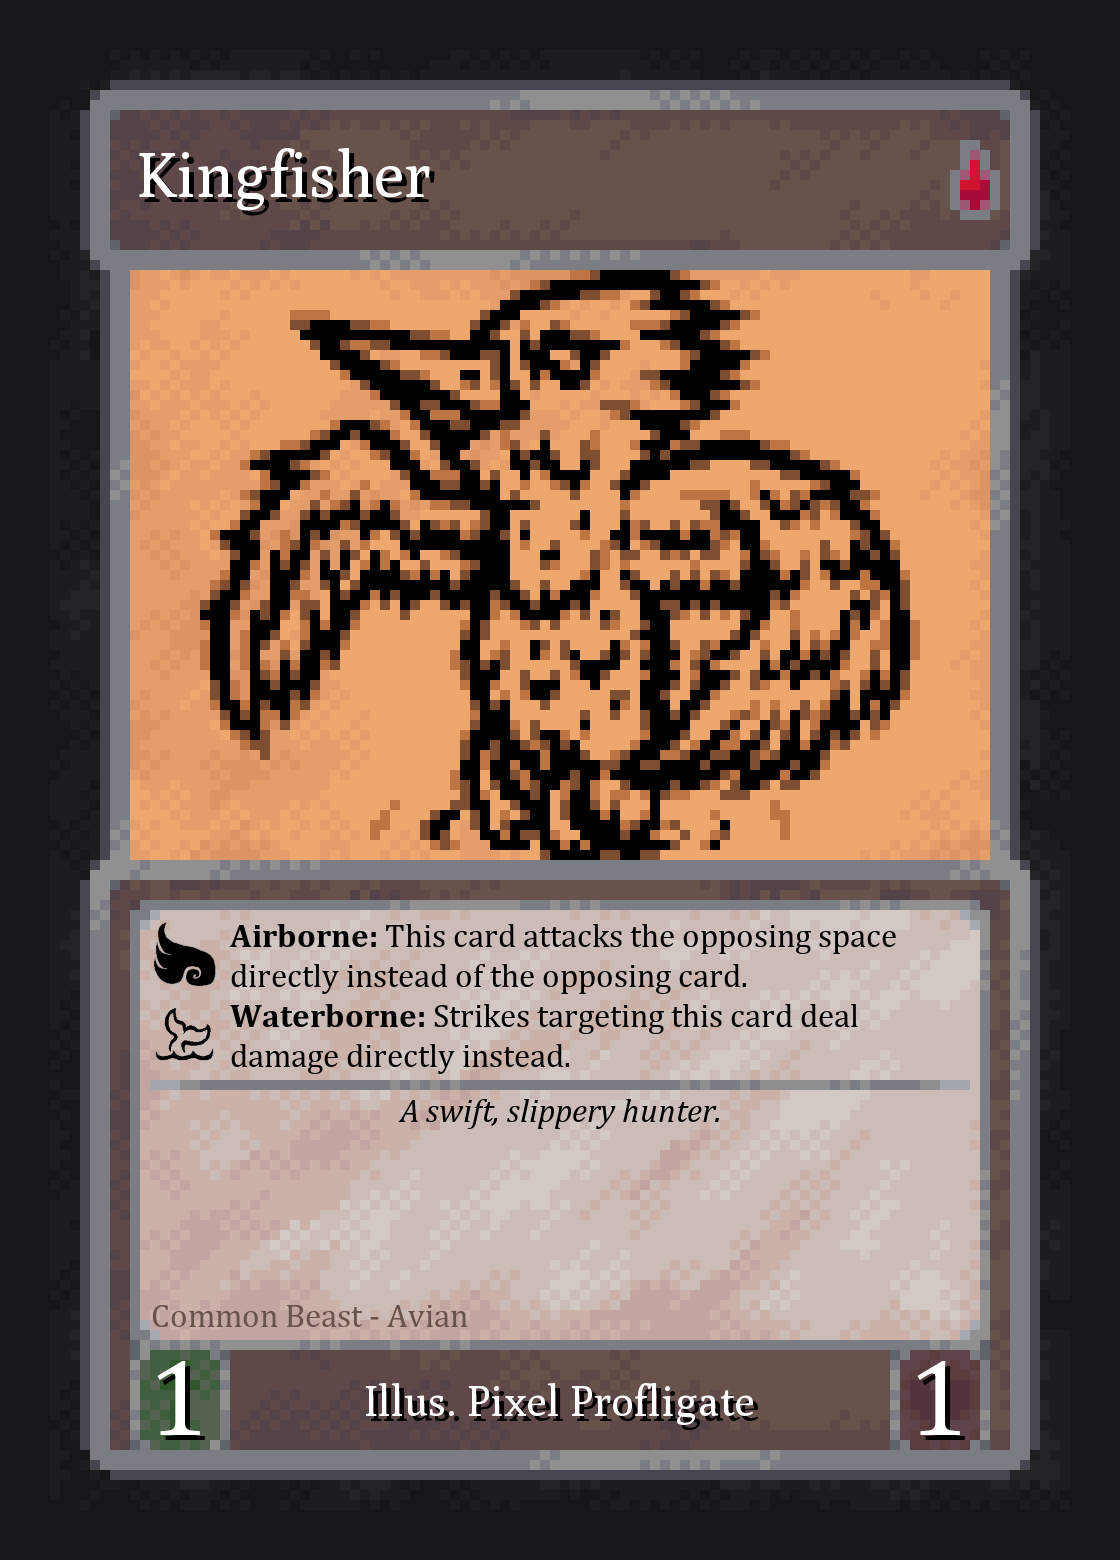 Kingfisher
Airborne: This card attacks the opposing space
directly instead of the opposing card.
Waterborne: Strikes targeting this card deal
damage directly instead.
A swift, slippery hunter.
Common Beast - Avian
1
Illus. Pixel Profligate
1